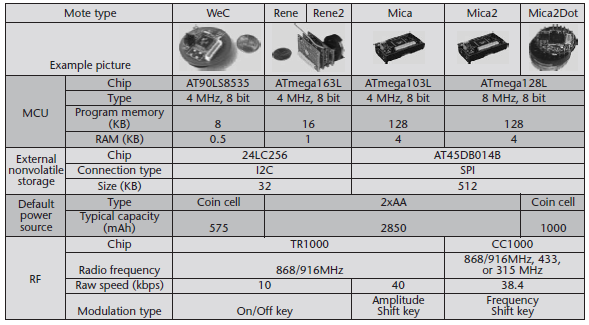 Mote type WeC Rene Rene2 Mica Mica2 Mica2Dot
Example picture
MCU
Chip AT90LS8535 ATmega163L ATmega103L ATmega128L
Type 4 MHz, 8 bit 4 MHz, 8 bit 4 MHz, 8 bit 8 MHz, 8 bit
Program memory
(KB) 8 16 128 128
RAM (KB) 0.5 1 4 4
External
nonvolatile
storage
Chip 24LC256 AT45DB014B
Connection type I2C SPI
Size (KB) 32 512
Default
power
source
Type Coin cell 2xAA Coin cell
Typical capacity
(mAh) 575 2850 1000
RF
Chip TR1000 CC1000
Radio frequency 868/916MHz 868/916MHz, 433,
or 315 MHz
Raw speed (kbps) 10 40 38.4
Modulation type On/Off key Amplitude
Shift key Frequency
Shift key